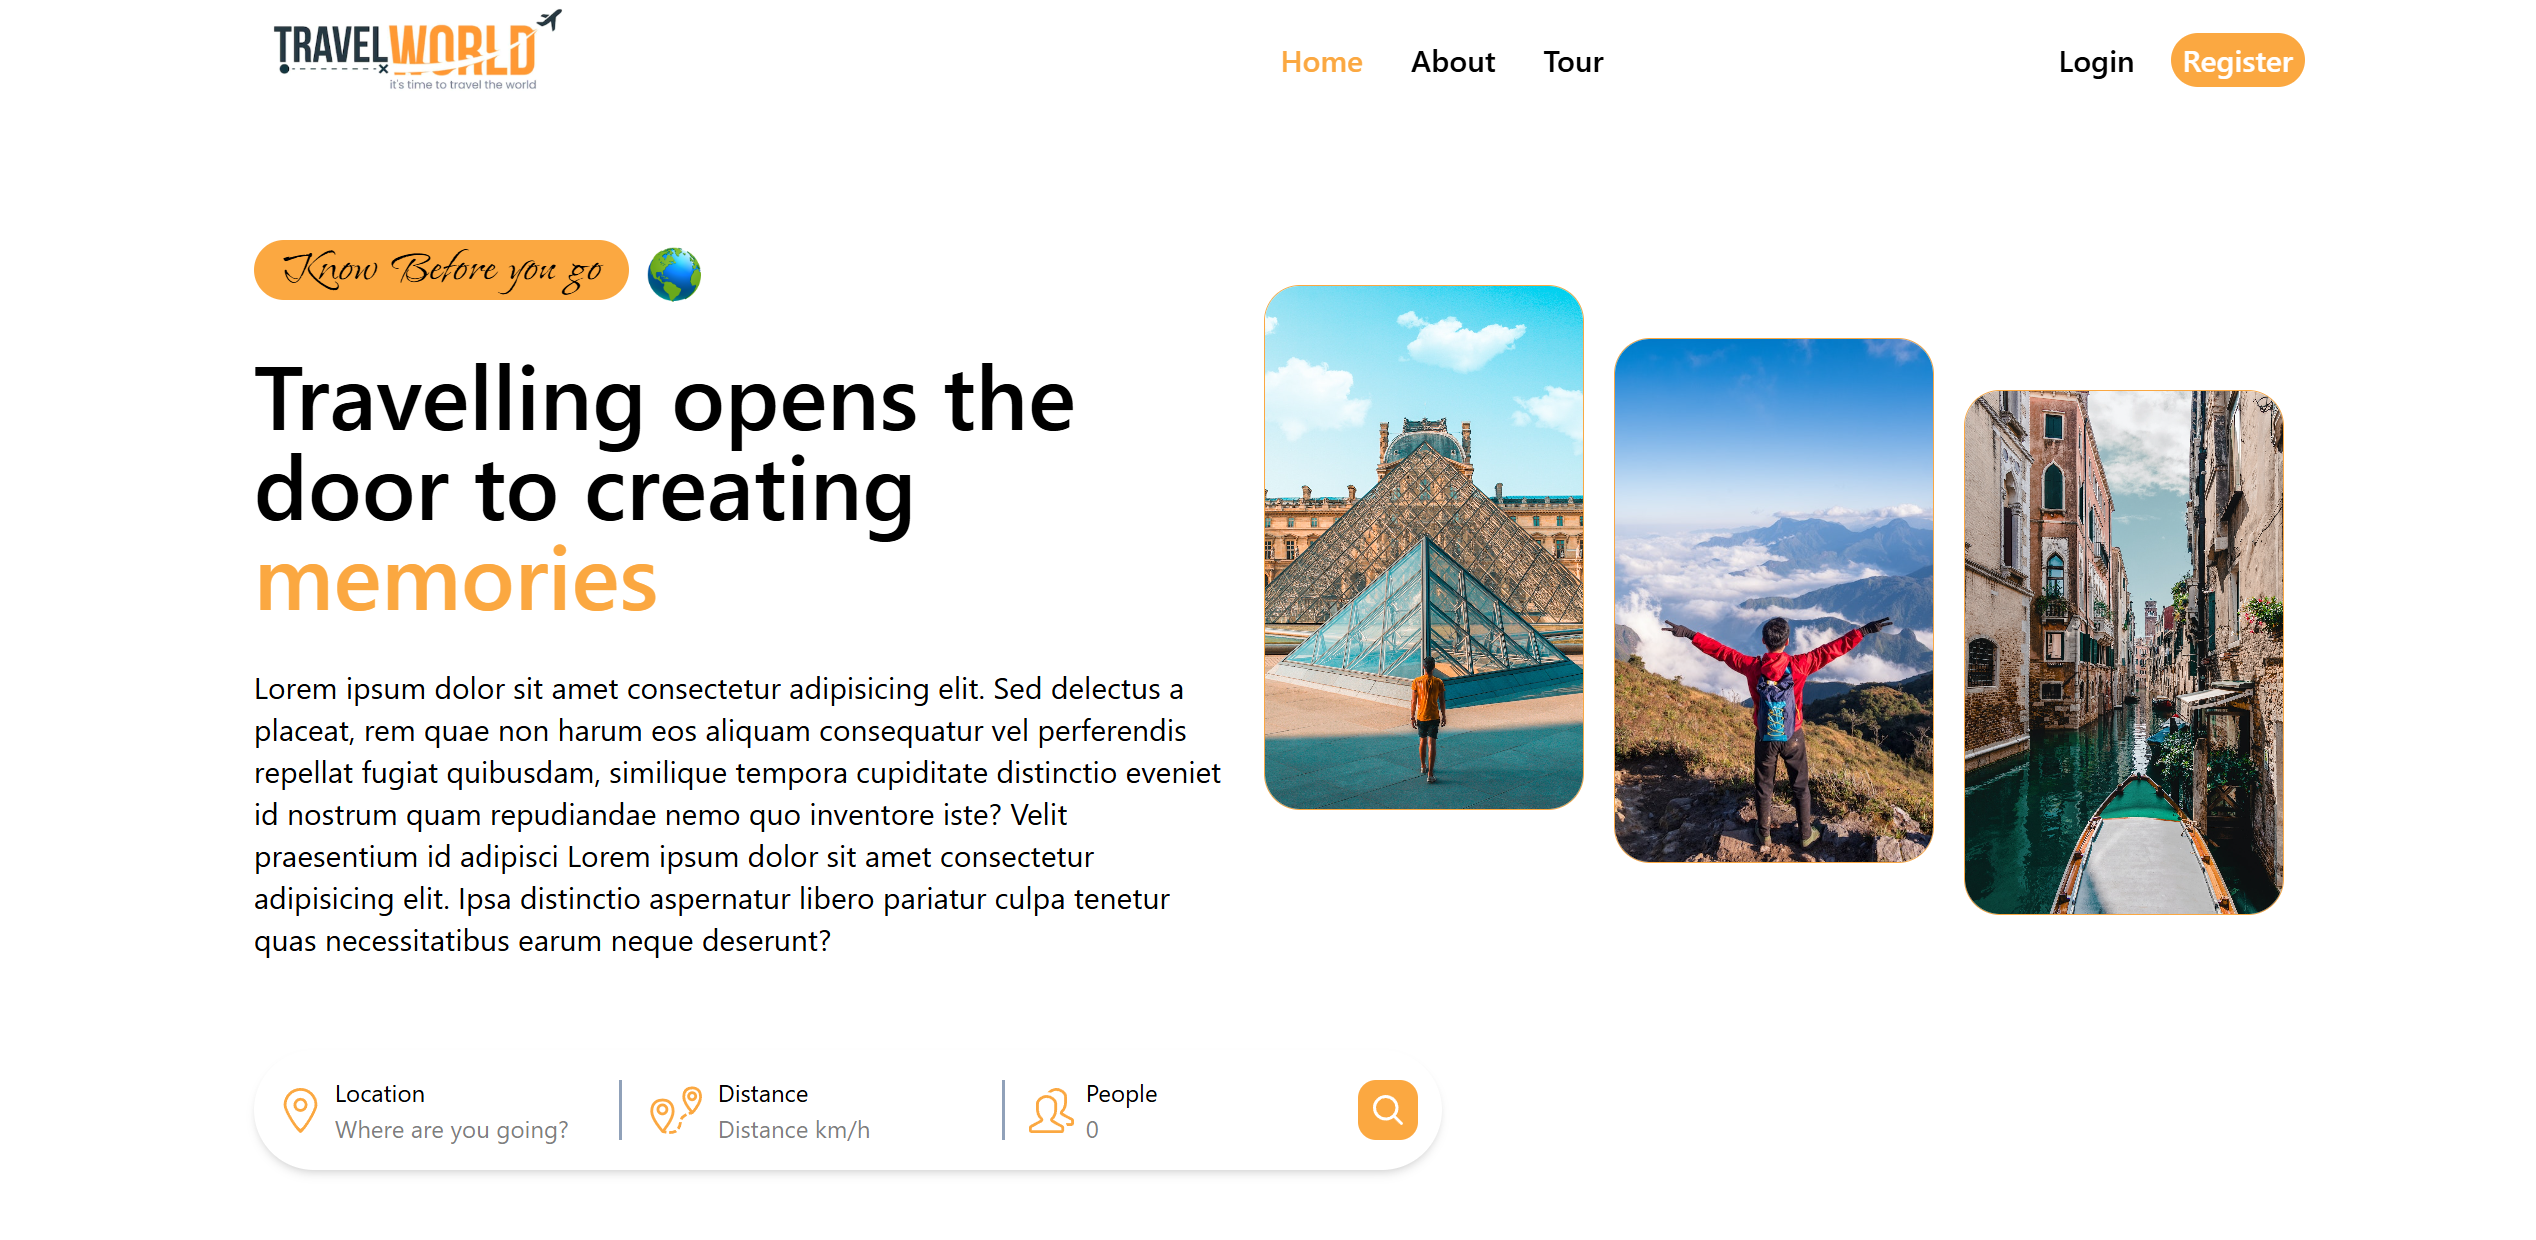 TRAVELWORLD
it's time to travel the world
Home About Tour
Login Register
Know Before you go
Travelling opens the
door to creating
memories
Lorem ipsum dolor sit amet consectetur adipisicing elit. Sed delectus a
placeat, rem quae non harum eos aliquam consequatur vel perferendis
repellat fugiat quibusdam, similique tempora cupiditate distinctio eveniet
id nostrum quam repudiandae nemo quo inventore iste? Velit
praesentium id adipisci Lorem ipsum dolor sit amet consectetur
adipisicing elit. Ipsa distinctio aspernatur libero pariatur culpa tenetur
quas necessitatibus earum neque deserunt?
Location
Where are you going?
Distance
Distance km/h
People
0